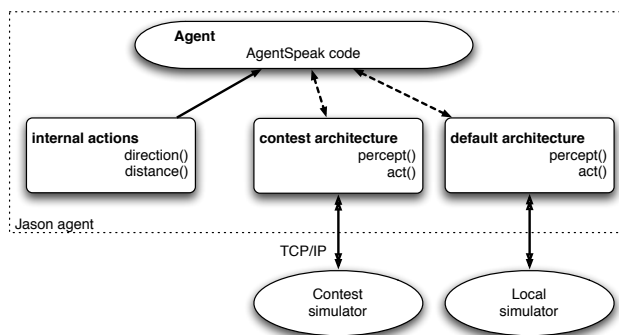 Agent
AgentSpeak code
internal actions
direction()
distance()
contest architecture
percept()
act()
default architecture
percept()
act()
Jason agent
TCP/IP
Contest
simulator
Local
simulator